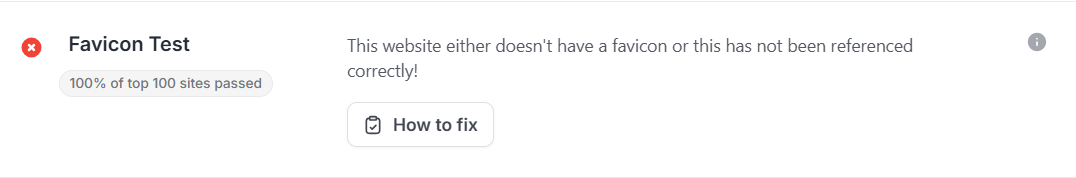 Favicon Test
100% of top 100 sites passed
This website either doesn't have a favicon or this has not been referenced
correctly!
How to fix